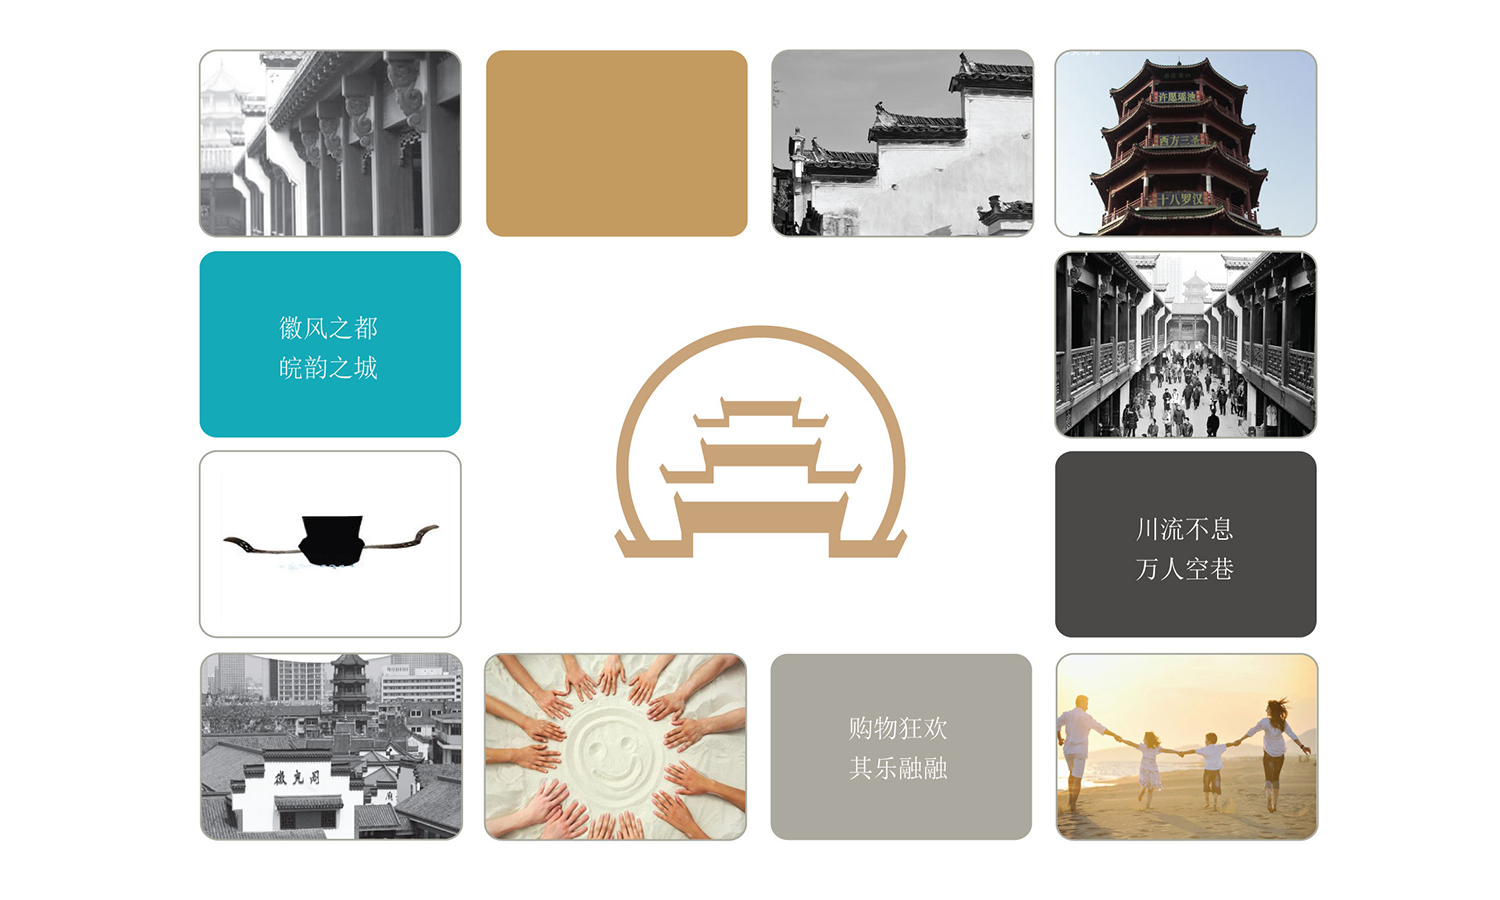 许愿瑶池
西方三圣
十八罗汉
徽风之都
皖韵之城
川流不息
万人空巷
徽光阁
购物狂欢
其乐融融